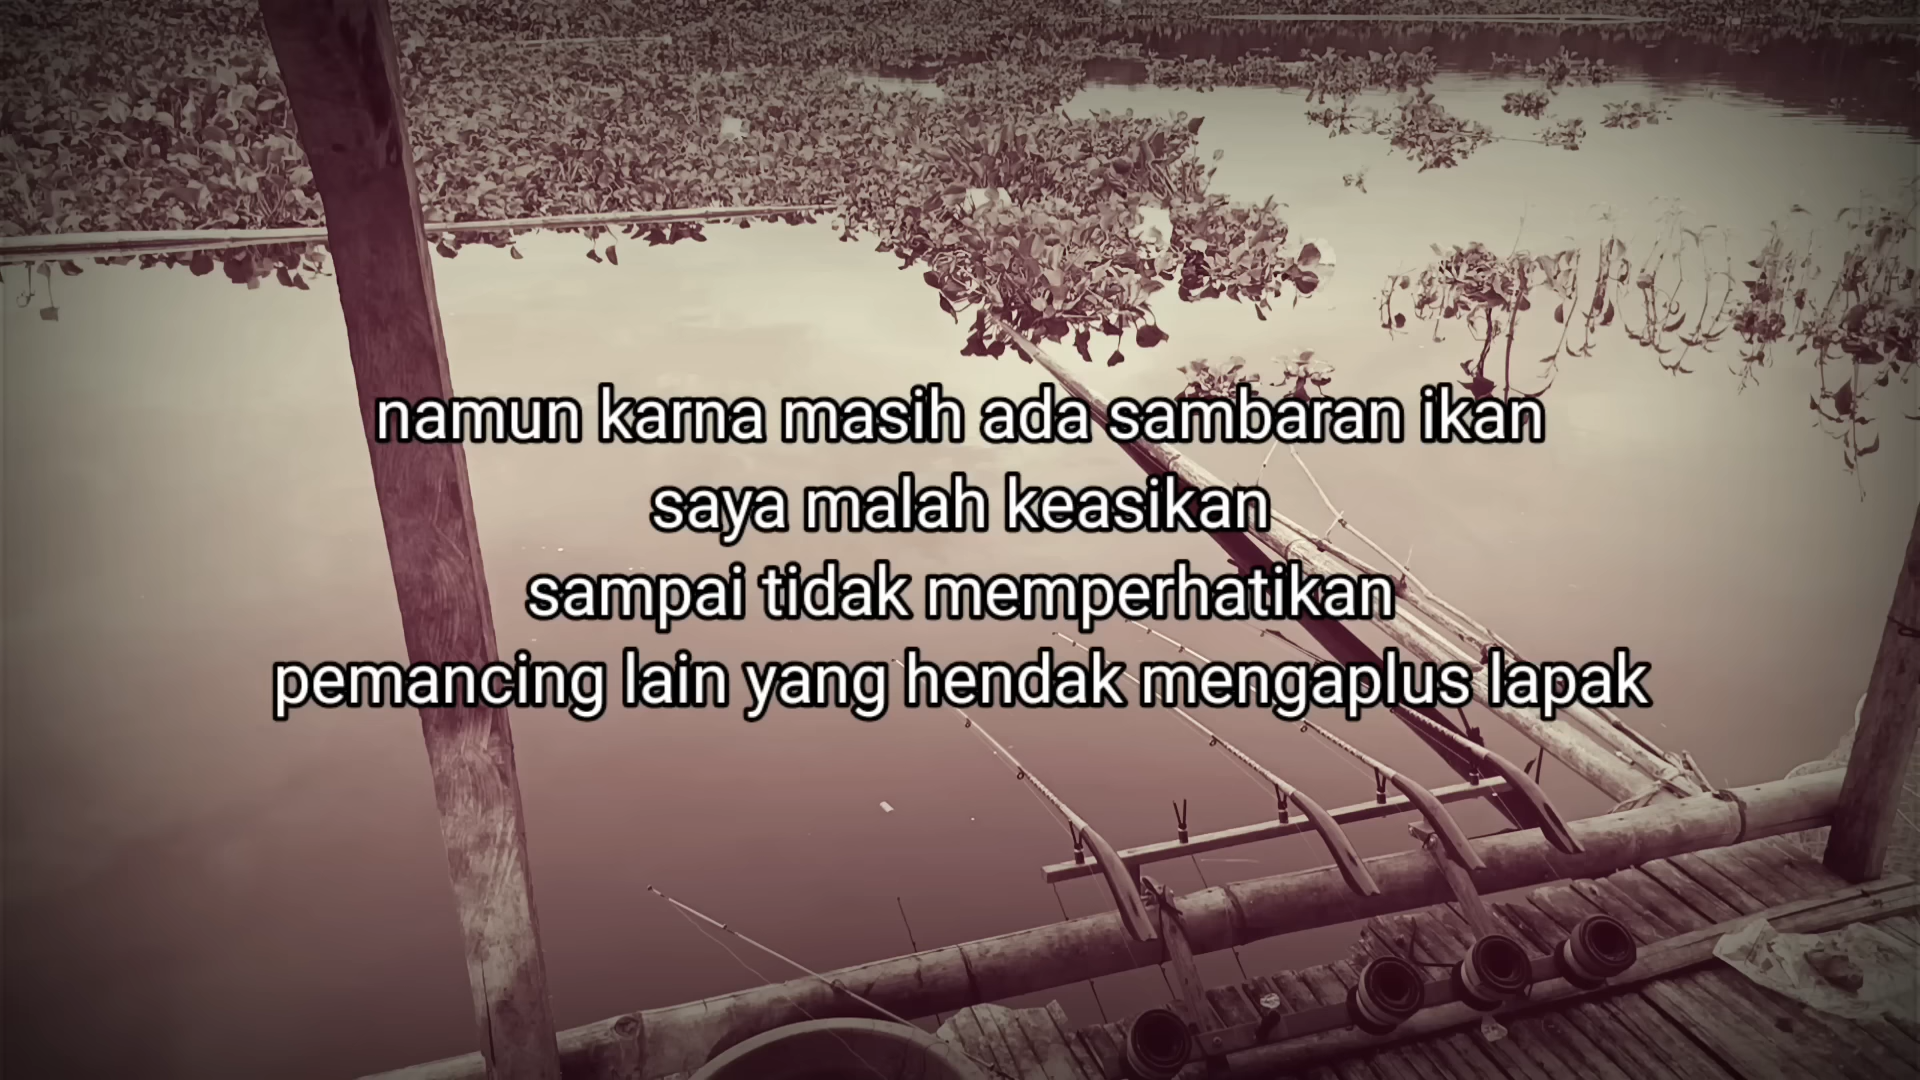 namun karna masih ada sambaran ikan
saya malah keasikan
sampai tidak memperhatikan
pemancing lain yang hendak mengaplus lapak